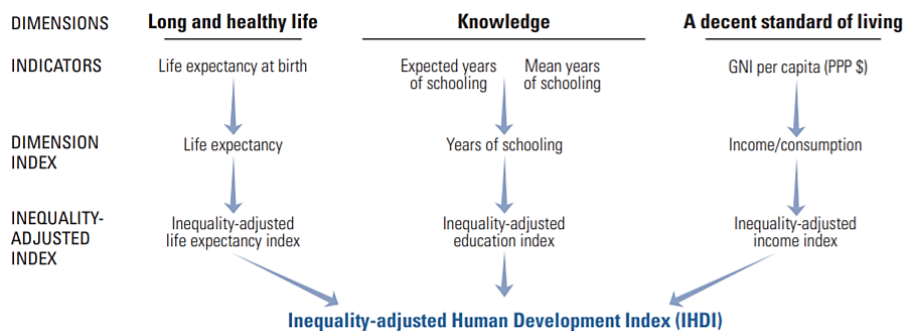 DIMENSIONS Long and healthy life Knowledge A decent standard of living
INDICATORS Life expectancy at birth Expected years of schooling Mean years of schooling GNI per capita (PPP $)
DIMENSION INDEX Life expectancy Years of schooling Income/consumption
INEQUALITY-ADJUSTED INDEX Inequality-adjusted life expectancy index Inequality-adjusted education index Inequality-adjusted income index
Inequality-adjusted Human Development Index (IHDI)